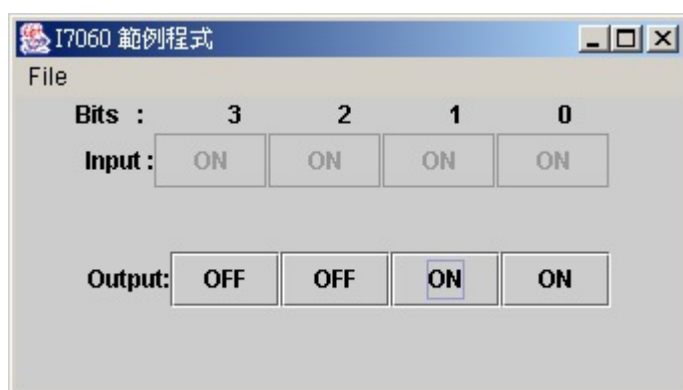 I7060 範例程式
File
Bits : 3 2 1 0
Input : ON ON ON ON
Output: OFF OFF ON ON